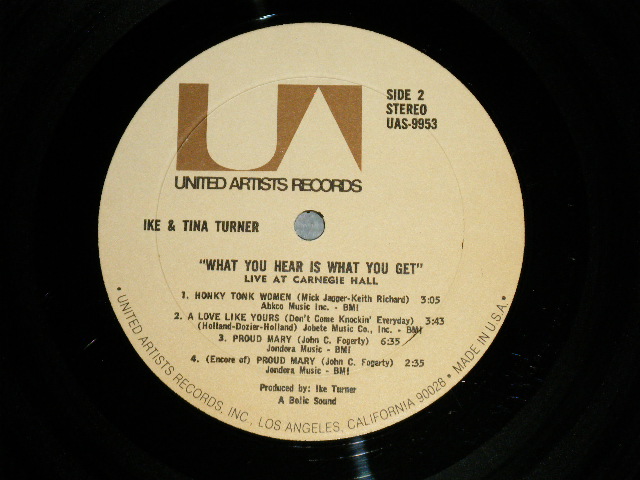 UA
SIDE 2
STEREO
UAS-9953
UNITED ARTISTS RECORDS
IKE & TINA TURNER
"WHAT YOU HEAR IS WHAT YOU GET"
LIVE AT CARNEGIE HALL
1. HONKY TONK WOMEN (Mick Jagger-Keith Richard) 3:05
Abkco Music Inc. - BMI
2. A LOVE LIKE YOURS (Don't Come Knockin' Everyday) 3:43
(Holland-Dozier-Holland) Jobete Music Co., Inc. - BMI
3. PROUD MARY (John C. Fogarty) 6:35
Jondora Music - BMI
4. (Encore of) PROUD MARY (John C. Fogarty) 2:35
Jondora Music - BMI
Produced by: Ike Turner
A Bolic Sound
• UNITED ARTISTS RECORDS, INC., LOS ANGELES, CALIFORNIA 90028 • MADE IN U.S.A. •